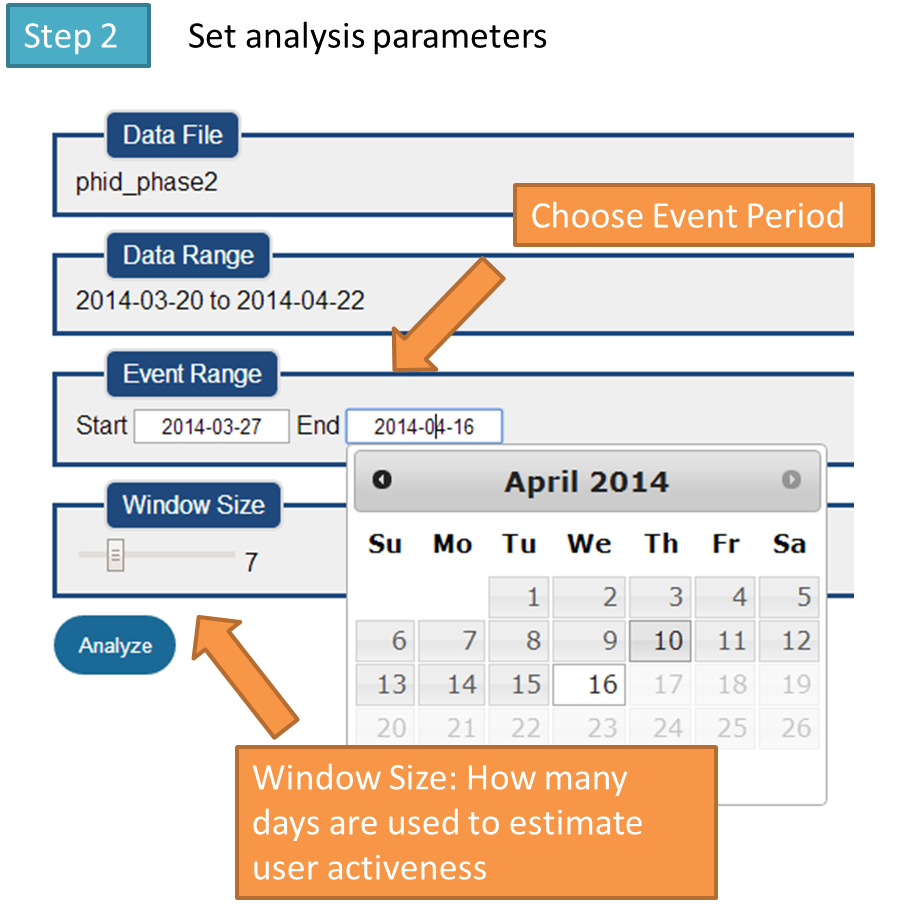 Step 2 Set analysis parameters
Data File
phid_phase2
Choose Event Period
Data Range
2014-03-20 to 2014-04-22
Event Range
Start 2014-03-27 End 2014-04-16
April 2014
Su Mo Tu We Th Fr Sa
1 2 3 4 5
6 7 8 9 10 11 12
13 14 15 16 17 18 19
20 21 22 23 24 25 26
Window Size
7
Analyze
Window Size: How many
days are used to estimate
user activeness